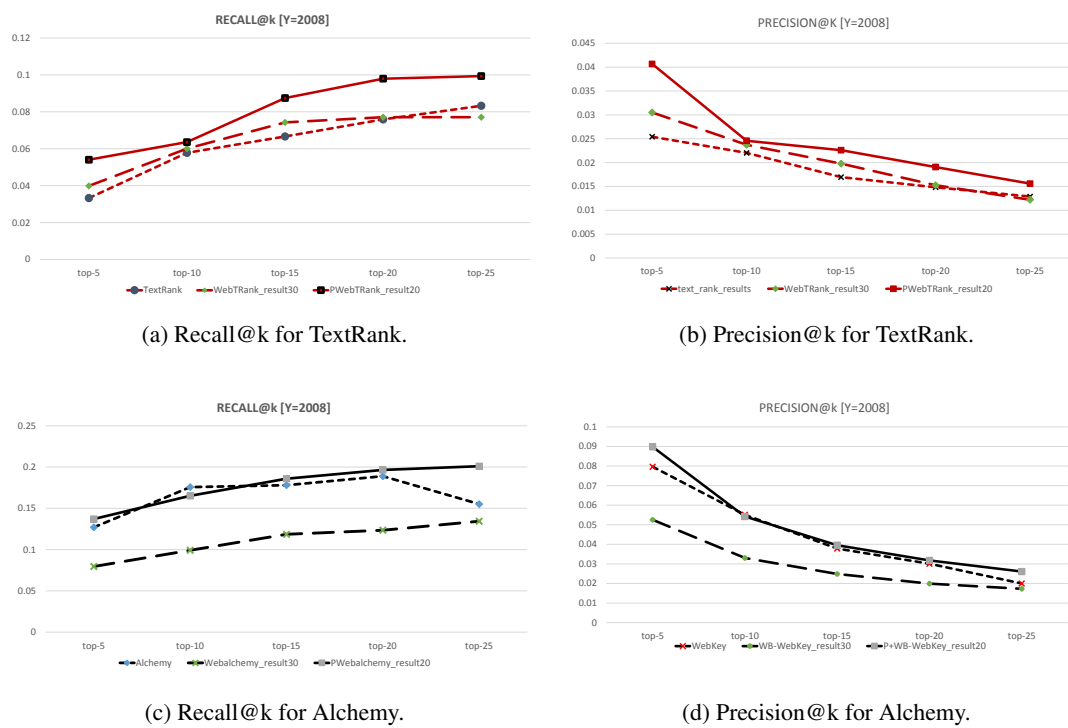 RECALL@k [Y=2008]
0.12
0.1
0.08
0.06
0.04
0.02
0
top-5 top-10 top-15 top-20 top-25
TextRank WebTRank_result30 PWebTRank_result20
(a) Recall@k for TextRank.
PRECISION@K [Y=2008]
0.045
0.04
0.035
0.03
0.025
0.02
0.015
0.01
0.005
0
top-5 top-10 top-15 top-20 top-25
text_rank_results WebTRank_result30 PWebTRank_result20
(b) Precision@k for TextRank.
RECALL@k [Y=2008]
0.25
0.2
0.15
0.1
0.05
0
top-5 top-10 top-15 top-20 top-25
Alchemy Webalchemy_result30 PWebalchemy_result20
(c) Recall@k for Alchemy.
PRECISION@k [Y=2008]
0.1
0.09
0.08
0.07
0.06
0.05
0.04
0.03
0.02
0.01
0
top-5 top-10 top-15 top-20 top-25
WebKey WB-WebKey_result30 P+WB-WebKey_result20
(d) Precision@k for Alchemy.